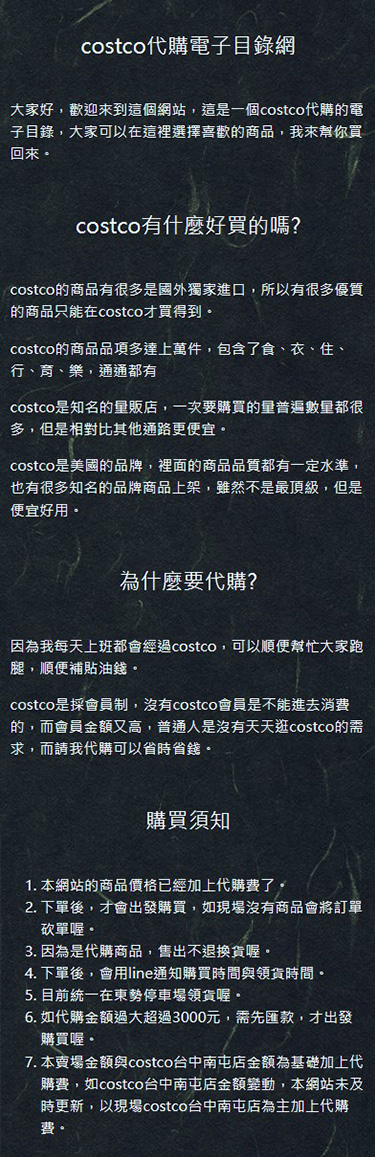 costco代購電子目錄網
大家好，歡迎來到這個網站，這是一個costco代購的電
子目錄，大家可以在這裡選擇喜歡的商品，我來幫你買
回來。
costco有什麼好買的嗎?
costco的商品有很多是國外獨家進口，所以有很多優質
的商品只能在costco才買得到。
costco的商品品項多達上萬件，包含了食、衣、住、
行、育、樂，通通都有
costco是知名的量販店，一次要購買的量普遍數量都很
多，但是相對比其他通路更便宜。
costco是美國的品牌，裡面的商品品質都有一定水準，
也有很多知名的品牌商品上架，雖然不是最頂級，但是
便宜好用。
為什麼要代購?
因為我每天上班都會經過costco，可以順便幫忙大家跑
腿，順便補貼油錢。
costco是採會員制，沒有costco會員是不能進去消費
的，而會員金額又高，普通人是沒有天天逛costco的需
求，而請我代購可以省時省錢。
購買須知
1. 本網站的商品價格已經加上代購費了。
2. 下單後，才會出發購買，如現場沒有商品會將訂單
砍單喔。
3. 因為是代購商品，售出不退換貨喔。
4. 下單後，會用line通知購買時間與領貨時間。
5. 目前統一在東勢停車場領貨喔。
6. 如代購金額過大超過3000元，需先匯款，才出發
購買喔。
7. 本賣場金額與costco台中南屯店金額為基礎加上代
購費，如costco台中南屯店金額變動，本網站未及
時更新，以現場costco台中南屯店為主加上代購
費。